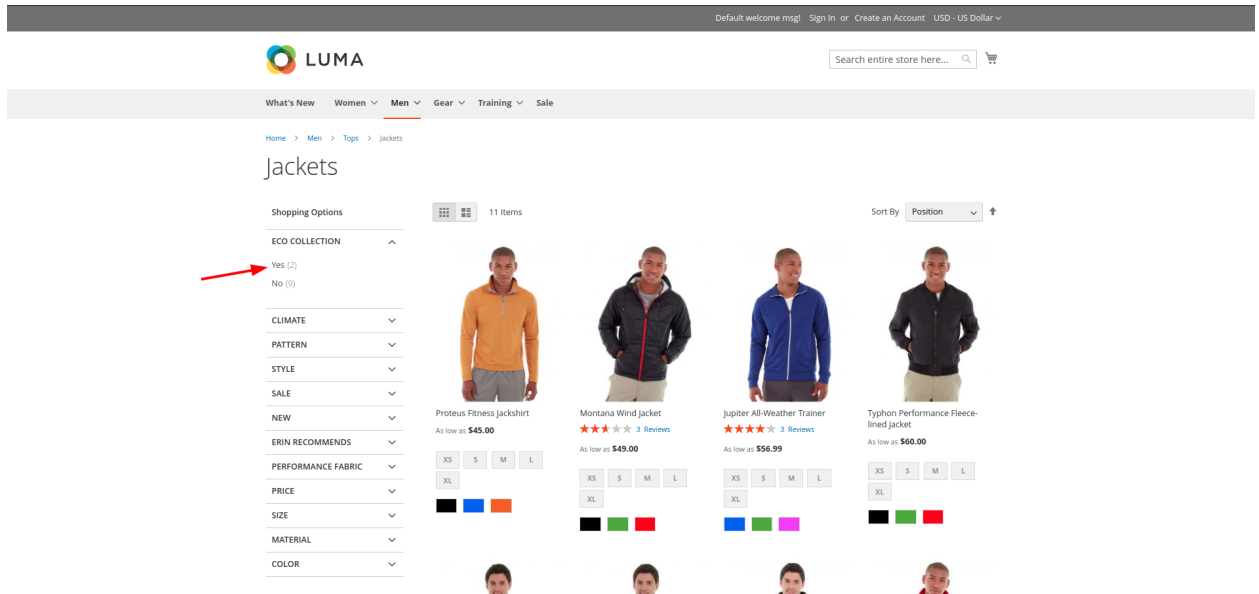 Default welcome msg! Sign In or Create an Account USD - US Dollar
LUMA
Search entire store here...
What's New Women Men Gear Training Sale
Home > Men > Tops > Jackets
Jackets
Shopping Options
11 Items
Sort By Position
ECO COLLECTION
Yes (2)
No (9)
CLIMATE
PATTERN
STYLE
SALE
NEW
ERIN RECOMMENDS
PERFORMANCE FABRIC
PRICE
SIZE
MATERIAL
COLOR
Proteus Fitness Jackshirt
As low as $45.00
XS S M L
XL
Montana Wind Jacket
3 Reviews
As low as $49.00
XS S M L
XL
Jupiter All-Weather Trainer
3 Reviews
As low as $56.99
XS S M L
XL
Typhon Performance Fleece-
lined Jacket
As low as $60.00
XS S M L
XL